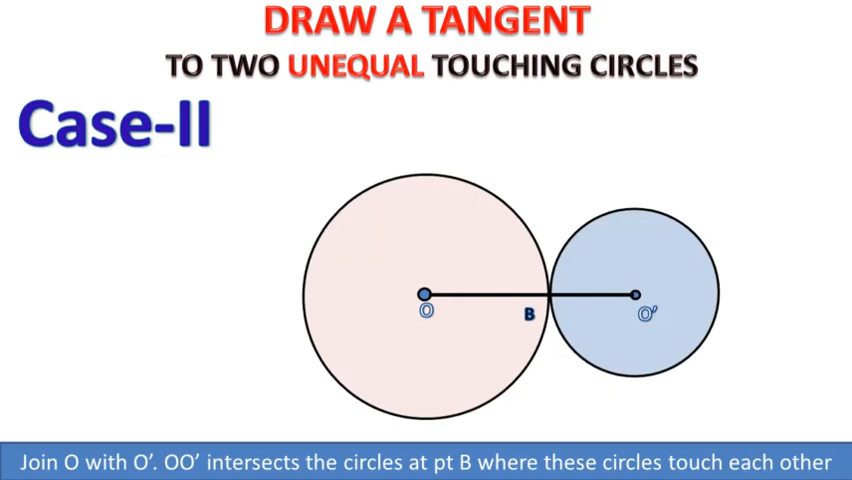 DRAW A TANGENT
TO TWO UNEQUAL TOUCHING CIRCLES
Case-II
O
B
O’
Join O with O’. OO’ intersects the circles at pt B where these circles touch each other